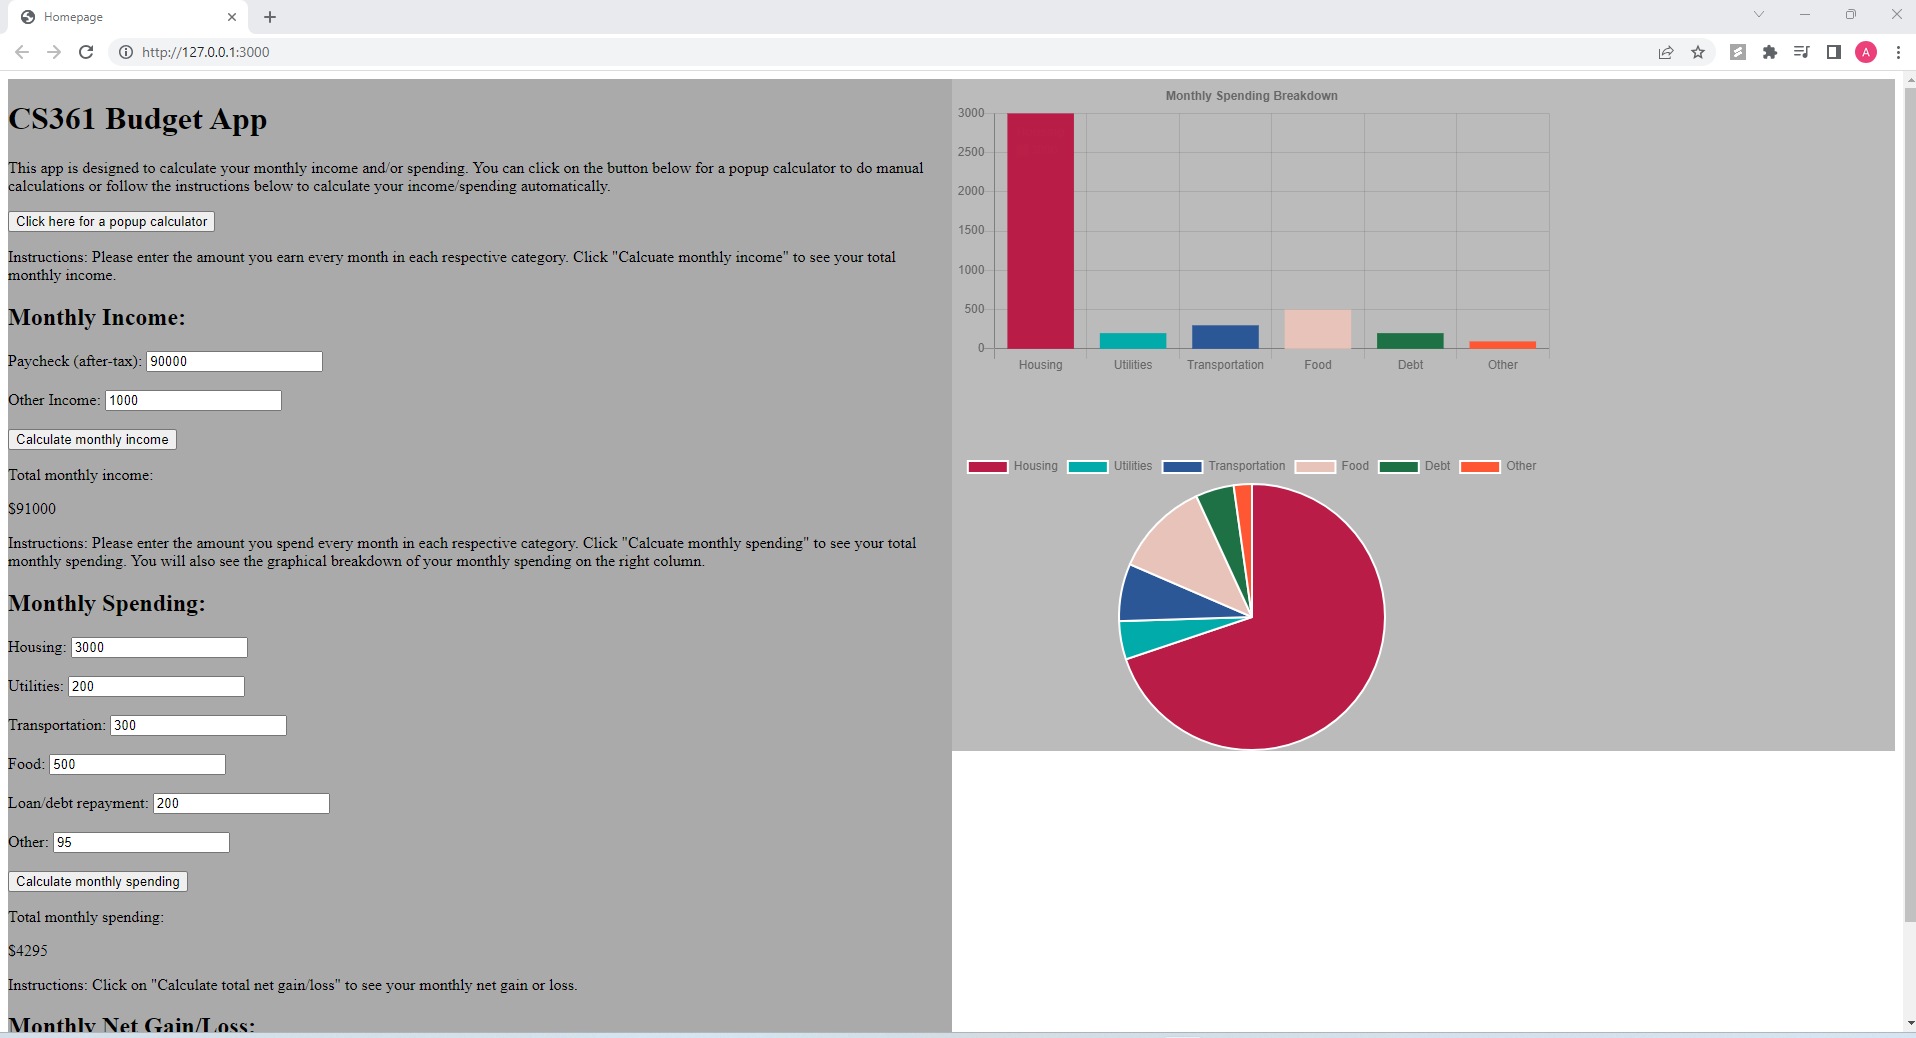 Homepage
http://127.0.0.1:3000
A
CS361 Budget App
This app is designed to calculate your monthly income and/or spending. You can click on the button below for a popup calculator to do manual
calculations or follow the instructions below to calculate your income/spending automatically.
Click here for a popup calculator
Instructions: Please enter the amount you earn every month in each respective category. Click "Calcuate monthly income" to see your total
monthly income.
Monthly Income:
Paycheck (after-tax): 90000
Other Income: 1000
Calculate monthly income
Total monthly income:
$91000
Instructions: Please enter the amount you spend every month in each respective category. Click "Calcuate monthly spending" to see your total
monthly spending. You will also see the graphical breakdown of your monthly spending on the right column.
Monthly Spending:
Housing: 3000
Utilities: 200
Transportation: 300
Food: 500
Loan/debt repayment: 200
Other: 95
Calculate monthly spending
Total monthly spending:
$4295
Instructions: Click on "Calculate total net gain/loss" to see your monthly net gain or loss.
Monthly Net Gain/Loss:
Monthly Spending Breakdown
3000
2500
2000
1500
1000
500
0
Housing Utilities Transportation Food Debt Other
Housing Utilities Transportation Food Debt Other